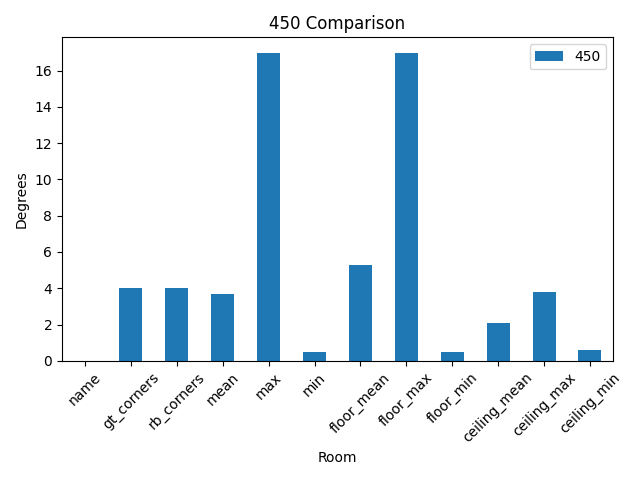 450 Comparison
450
Degrees
16
14
12
10
8
6
4
2
0
name
gt_corners
rb_corners
mean
max
min
floor_mean
floor_max
floor_min
ceiling_mean
ceiling_max
ceiling_min
Room